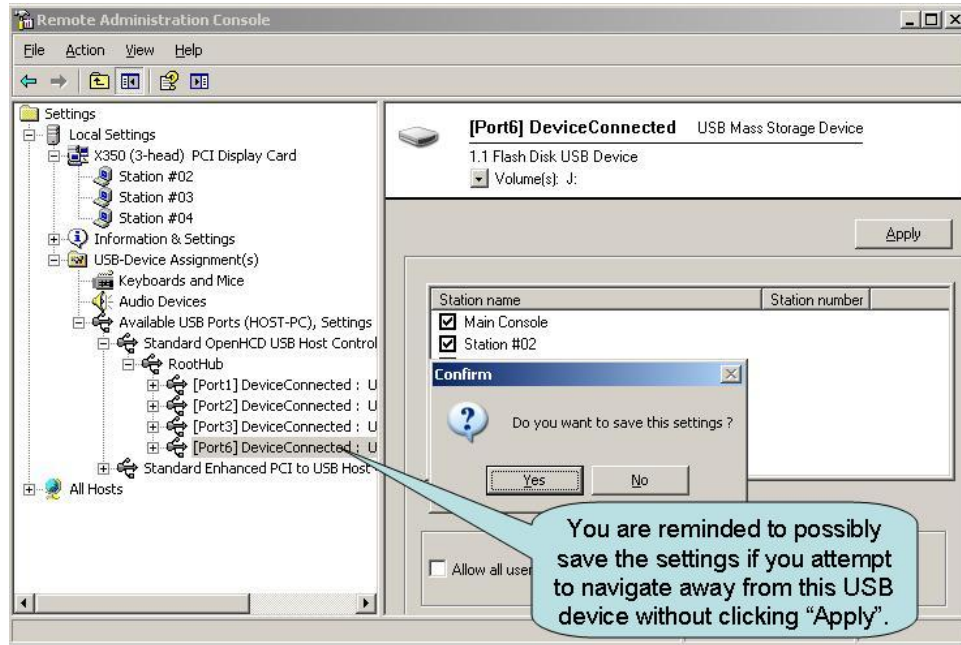 Remote Administration Console
File Action View Help
Settings
Local Settings
X350 (3-head) PCI Display Card
Station #02
Station #03
Station #04
Information & Settings
USB-Device Assignment(s)
Keyboards and Mice
Audio Devices
Available USB Ports (HOST-PC), Settings
Standard OpenHCD USB Host Control
RootHub
[Port1] DeviceConnected : U
[Port2] DeviceConnected : U
[Port3] DeviceConnected : U
[Port6] DeviceConnected : U
Standard Enhanced PCI to USB Host
All Hosts
[Port6] DeviceConnected USB Mass Storage Device
1.1 Flash Disk USB Device
Volume(s): J:
Apply
Station name Station number
Main Console
Station #02
Confirm
Do you want to save this settings ?
Yes No
Allow all user
You are reminded to possibly
save the settings if you attempt
to navigate away from this USB
device without clicking “Apply”.